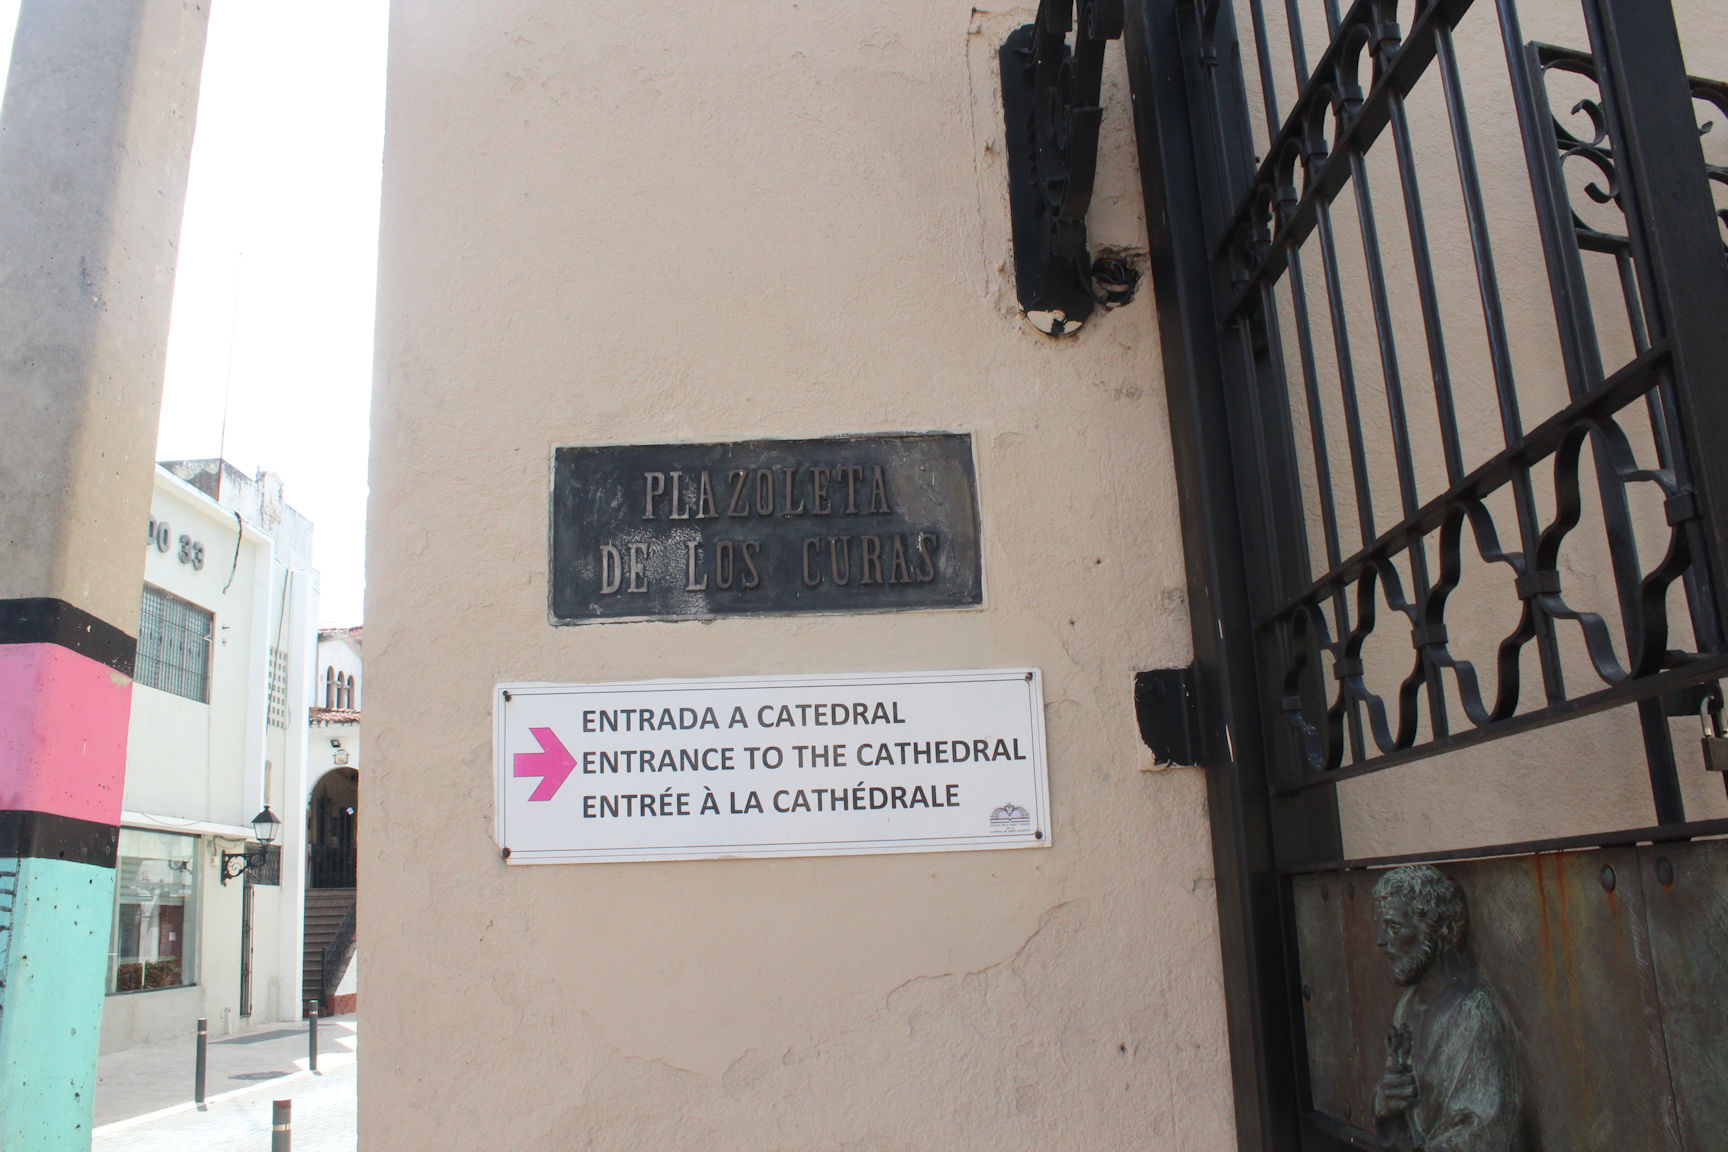 33
PLAZOLETA
DE LOS CURAS
ENTRADA A CATEDRAL
ENTRANCE TO THE CATHEDRAL
ENTRÉE À LA CATHÉDRALE